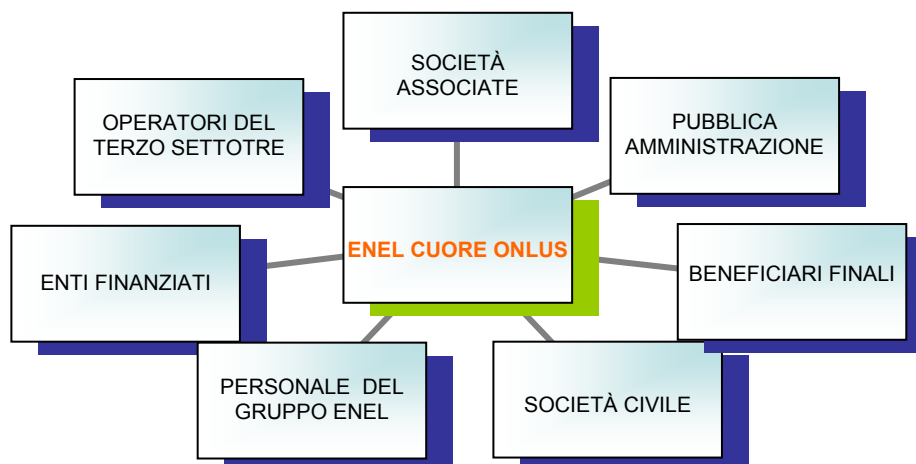 SOCIETÀ
ASSOCIATE
OPERATORI DEL
TERZO SETTOTRE
PUBBLICA
AMMINISTRAZIONE
ENEL CUORE ONLUS
ENTI FINANZIATI
BENEFICIARI FINALI
PERSONALE DEL
GRUPPO ENEL
SOCIETÀ CIVILE